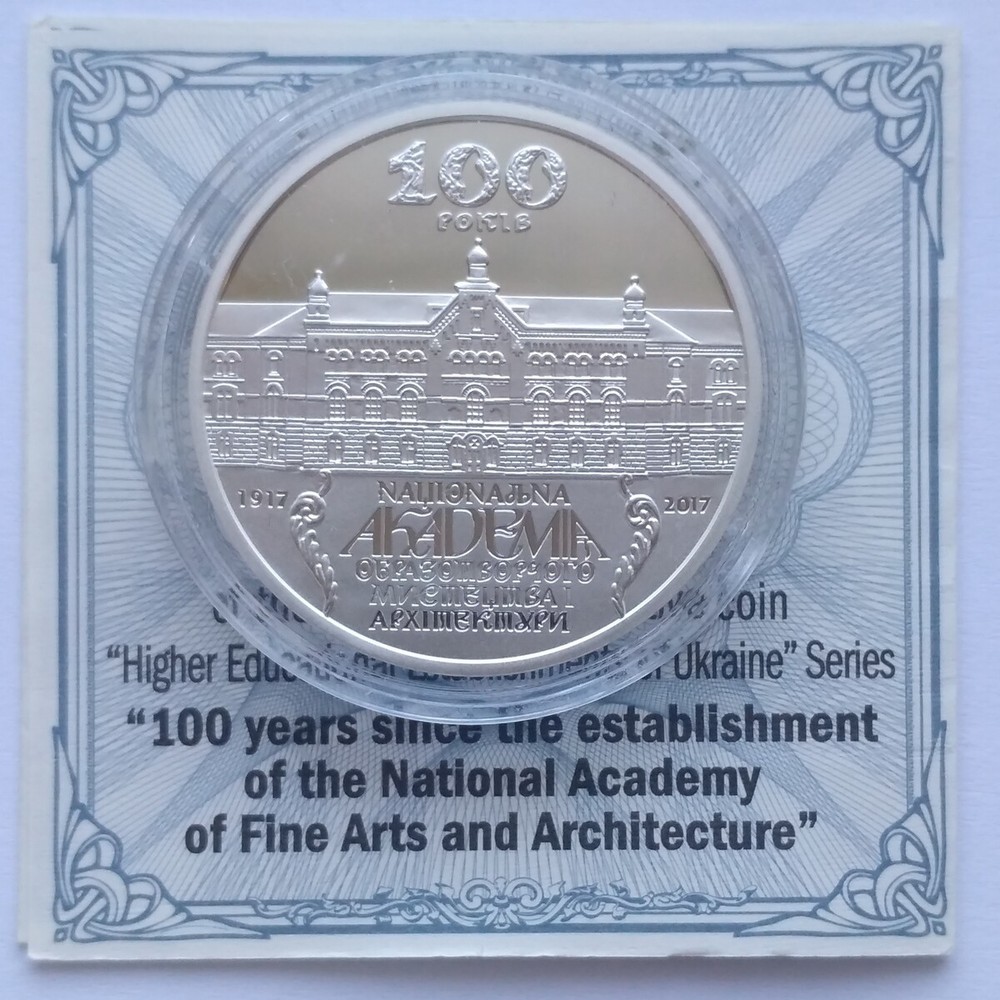 100
РОКІВ
1917
2017
НАЦІОНАЛЬНА
АКАДЕМІЯ
ОБРАЗОТВОРЧОГО
МИСТЕЦТВА І
АРХІТЕКТУРИ
coin
“Higher Ukraine” Series
“100 years since the establishment
of the National Academy
of Fine Arts and Architecture”